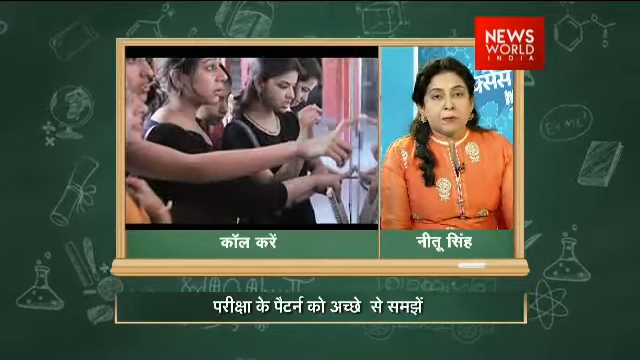 NEWS
WORLD
INDIA
कॉल करें
नीतू सिंह
परीक्षा के पैटर्न को अच्छे से समझें